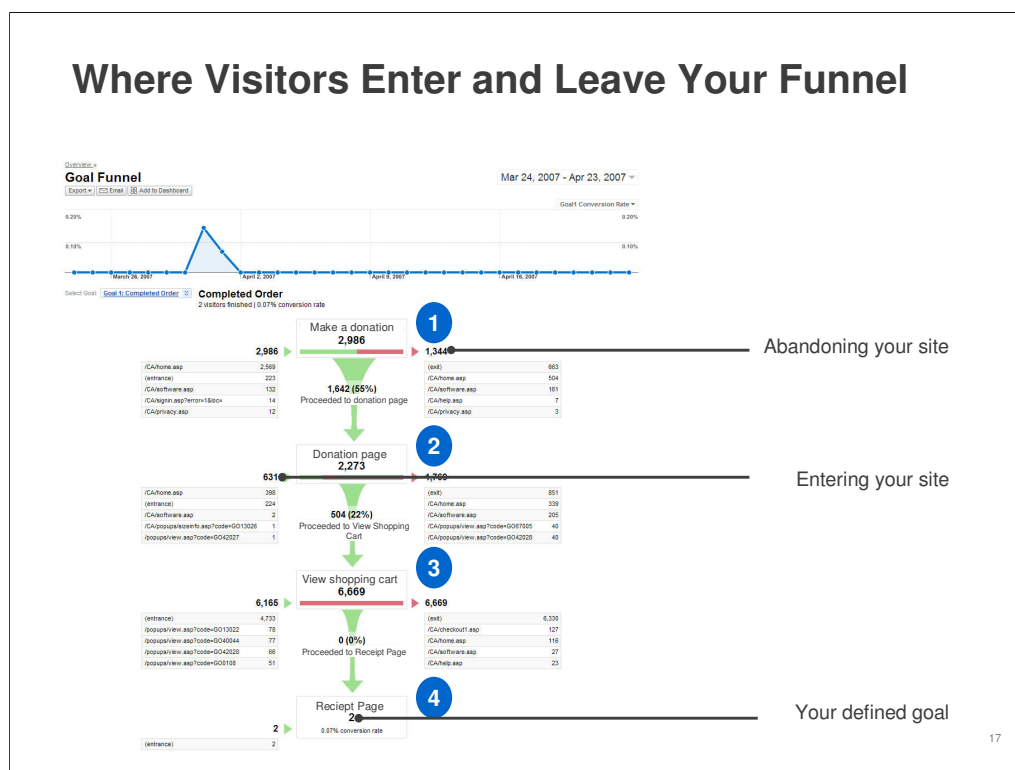 Where Visitors Enter and Leave Your Funnel
Overview »
Goal Funnel
Mar 24, 2007 - Apr 23, 2007
Export Email Add to Dashboard
Goal1 Conversion Rate
0.20% 0.20%
0.10% 0.10%
March 26, 2007 April 2, 2007 April 9, 2007 April 16, 2007
Select Goal Goal 1: Completed Order Completed Order
2 visitors finished | 0.07% conversion rate
1
Make a donation
2,986
2,986
1,344
Abandoning your site
/CA/home.asp 2,569
(entrance) 223
/CA/software.asp 132
/CA/signin.asp?error=1&loc= 14
/CA/privacy.asp 12
1,642 (55%)
Proceeded to donation page
(exit) 663
/CA/home.asp 504
/CA/software.asp 161
/CA/help.asp 7
/CA/privacy.asp 3
2
Donation page
2,273
631
1,769
Entering your site
/CA/home.asp 398
(entrance) 224
/CA/software.asp 2
/CA/popups/sizeinfo.asp?code=GO13026 1
/popups/view.asp?code=GO42027 1
504 (22%)
Proceeded to View Shopping
Cart
(exit) 851
/CA/home.asp 339
/CA/software.asp 205
/CA/popups/view.asp?code=GO67005 40
/CA/popups/view.asp?code=GO42028 40
3
View shopping cart
6,669
6,165
6,669
(entrance) 4,733
/popups/view.asp?code=GO13022 78
/popups/view.asp?code=GO40044 77
/popups/view.asp?code=GO42028 66
/popups/view.asp?code=GO0108 51
0 (0%)
Proceeded to Receipt Page
(exit) 6,330
/CA/checkout1.asp 127
/CA/home.asp 116
/CA/software.asp 27
/CA/help.asp 23
4
Reciept Page
2
0.07% conversion rate
Your defined goal
2
(entrance) 2
17